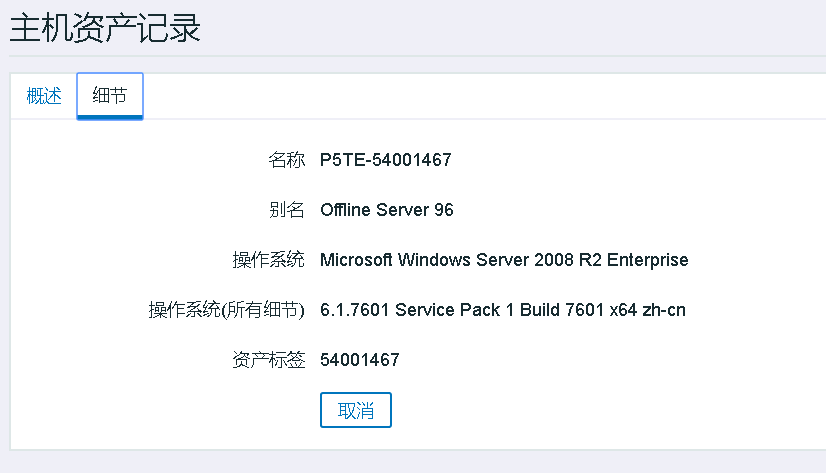 主机资产记录
概述 细节
名称 P5TE-54001467
别名 Offline Server 96
操作系统 Microsoft Windows Server 2008 R2 Enterprise
操作系统(所有细节) 6.1.7601 Service Pack 1 Build 7601 x64 zh-cn
资产标签 54001467
取消